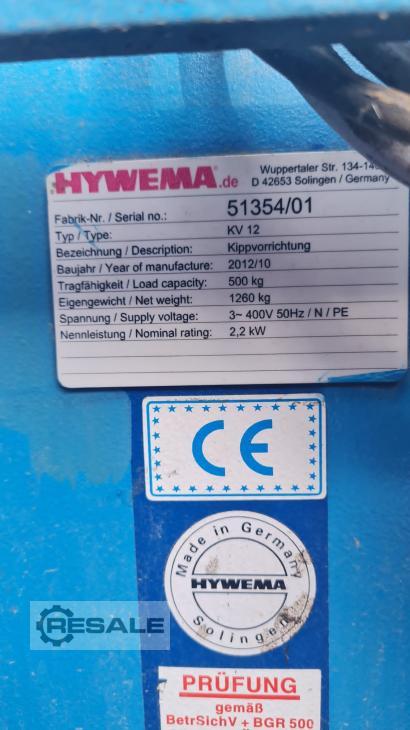 HYWEMA.de
Wuppertaler Str. 134-14
D 42653 Solingen / Germany
Fabrik-Nr. / Serial no.: 51354/01
Typ / Type: KV 12
Bezeichnung / Description: Kippvorrichtung
Baujahr / Year of manufacture: 2012/10
Tragfähigkeit / Load capacity: 500 kg
Eigengewicht / Net weight: 1260 kg
Spannung / Supply voltage: 3~ 400V 50Hz / N / PE
Nennleistung / Nominal rating: 2,2 kW
CE
Made in Germany
HYWEMA
Solingen
RESALE
PRÜFUNG
gemäß
BetrSichV + BGR 500